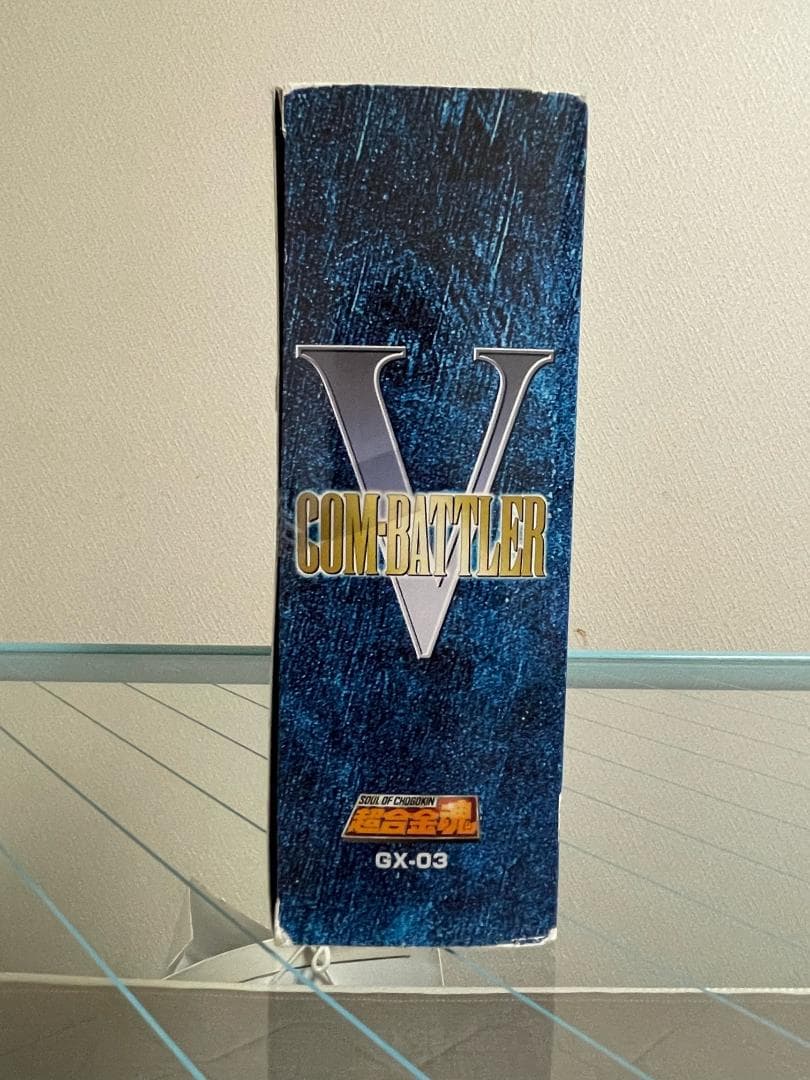 V
COM-BATTLER
SOUL OF CHOGOKIN
超合金魂
GX-03